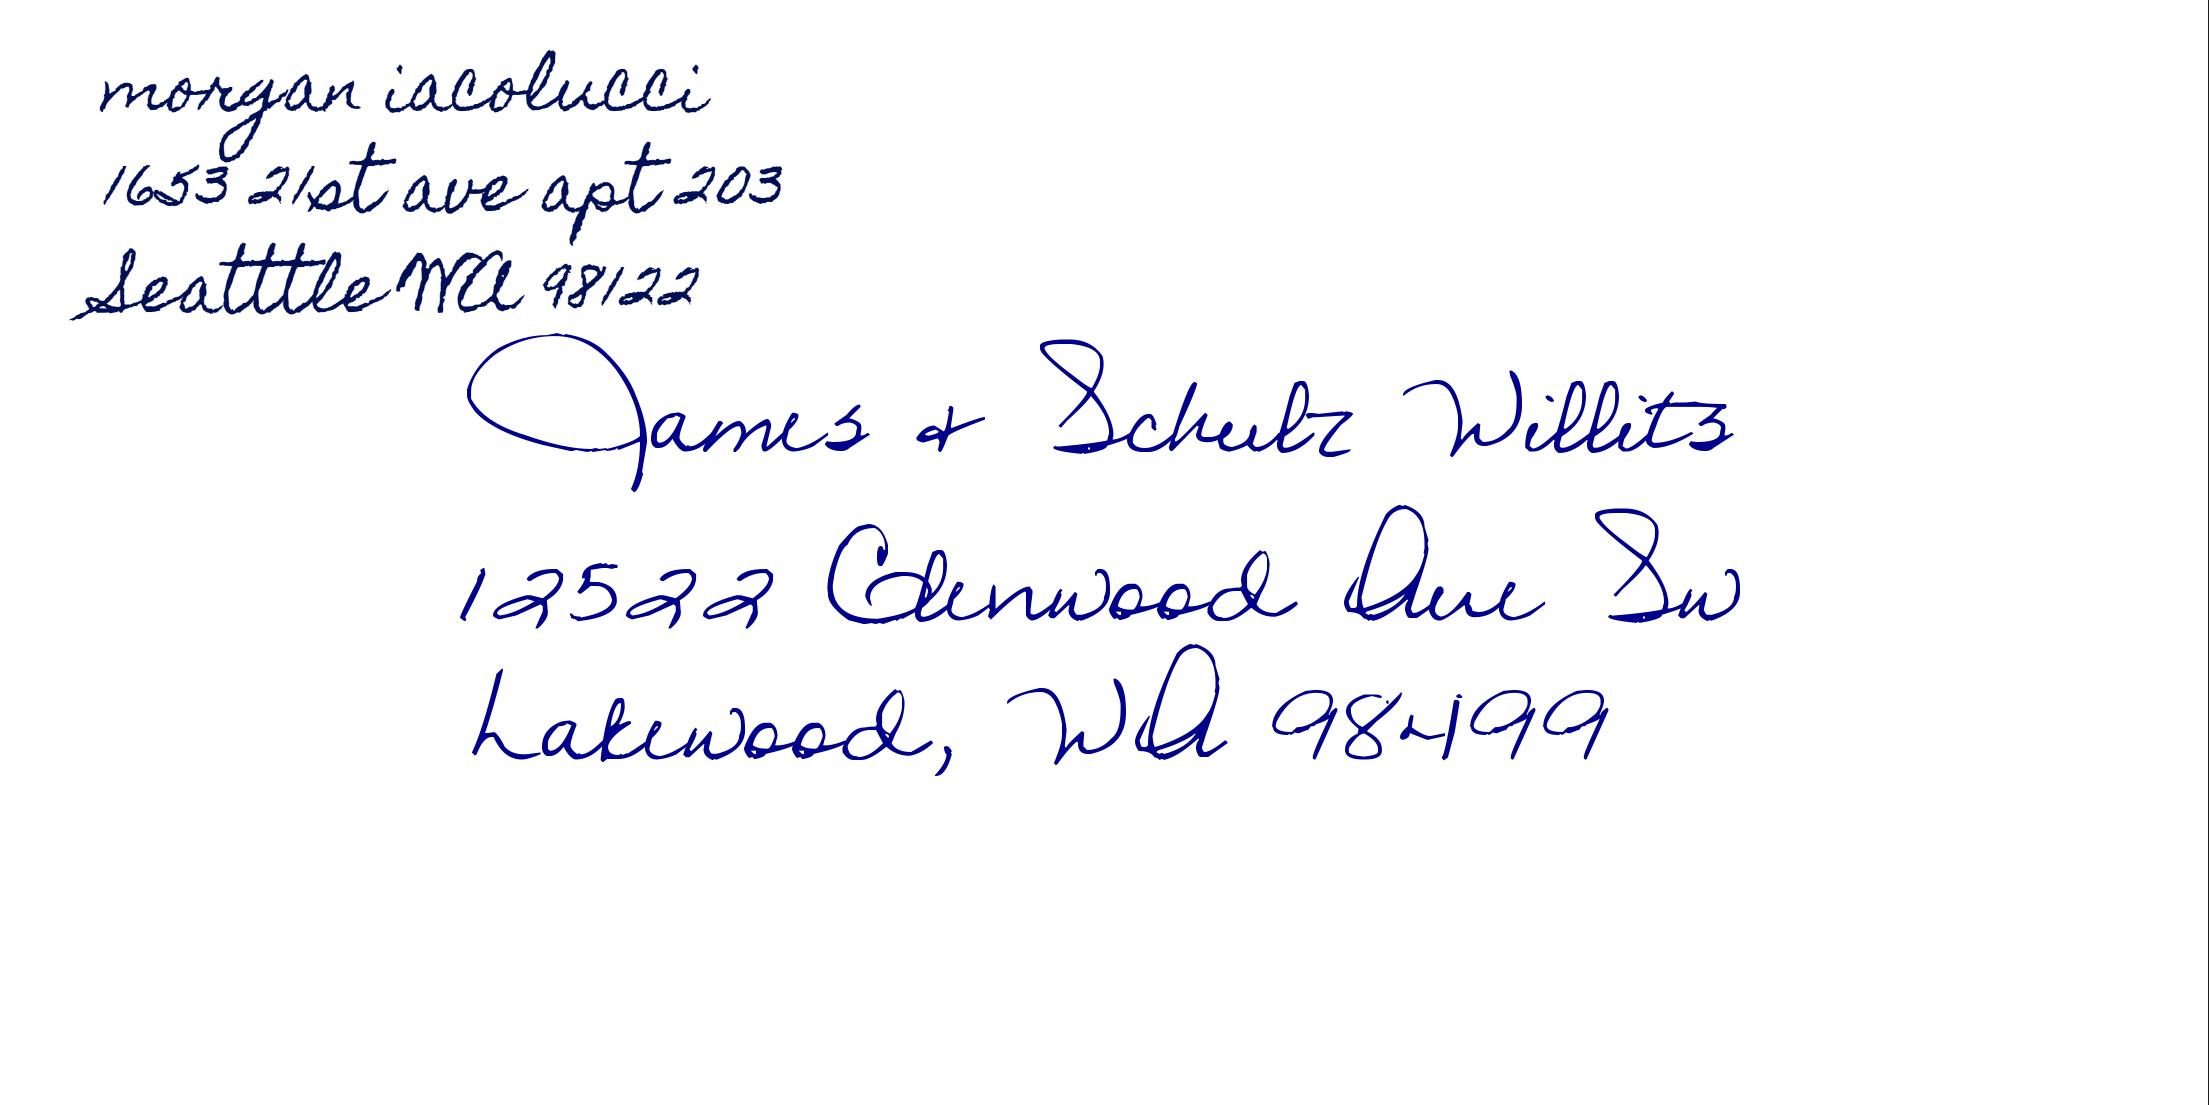 morgan iacolucci
1653 21st ave apt 203
Seatttle WA 98122
James & Schultz Willits
12522 Glenwood Ave Sw
Lakewood, WA 98499